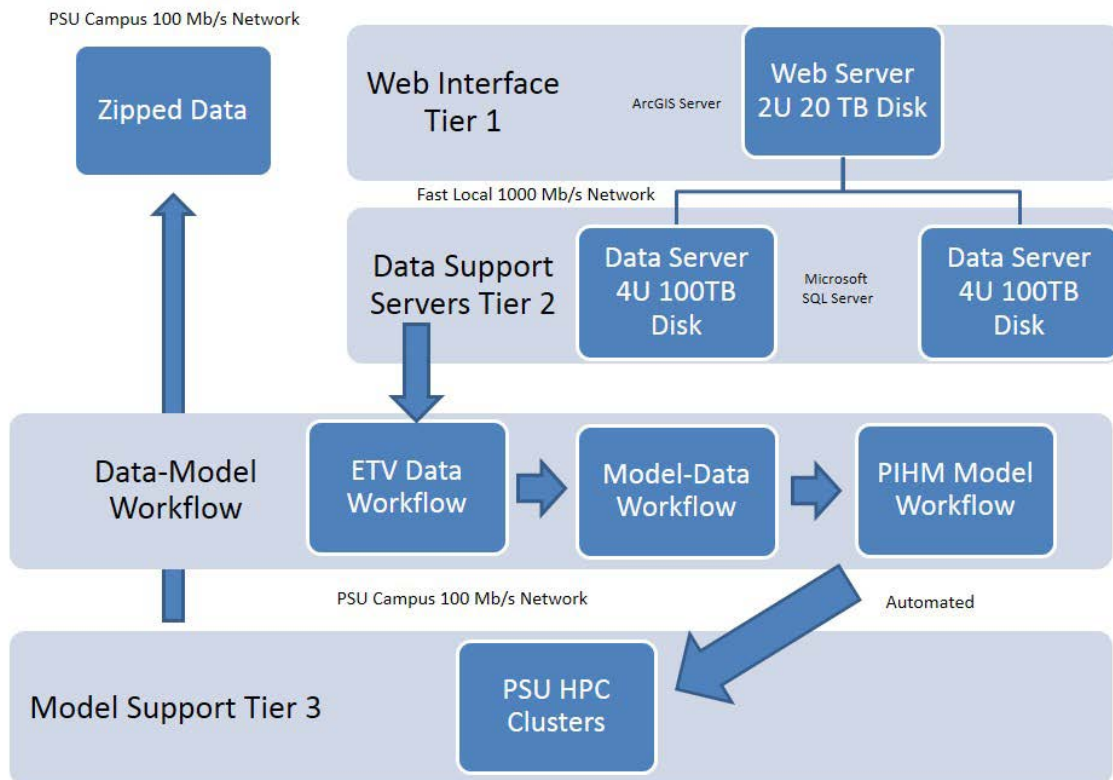 PSU Campus 100 Mb/s Network
Zipped Data
Web Interface
Tier 1
ArcGIS Server
Web Server
2U 20 TB Disk
Fast Local 1000 Mb/s Network
Data Support
Servers Tier 2
Data Server
4U 100TB
Disk
Microsoft
SQL Server
Data Server
4U 100TB
Disk
Data-Model
Workflow
ETV Data
Workflow
Model-Data
Workflow
PIHM Model
Workflow
PSU Campus 100 Mb/s Network
Automated
Model Support Tier 3
PSU HPC
Clusters